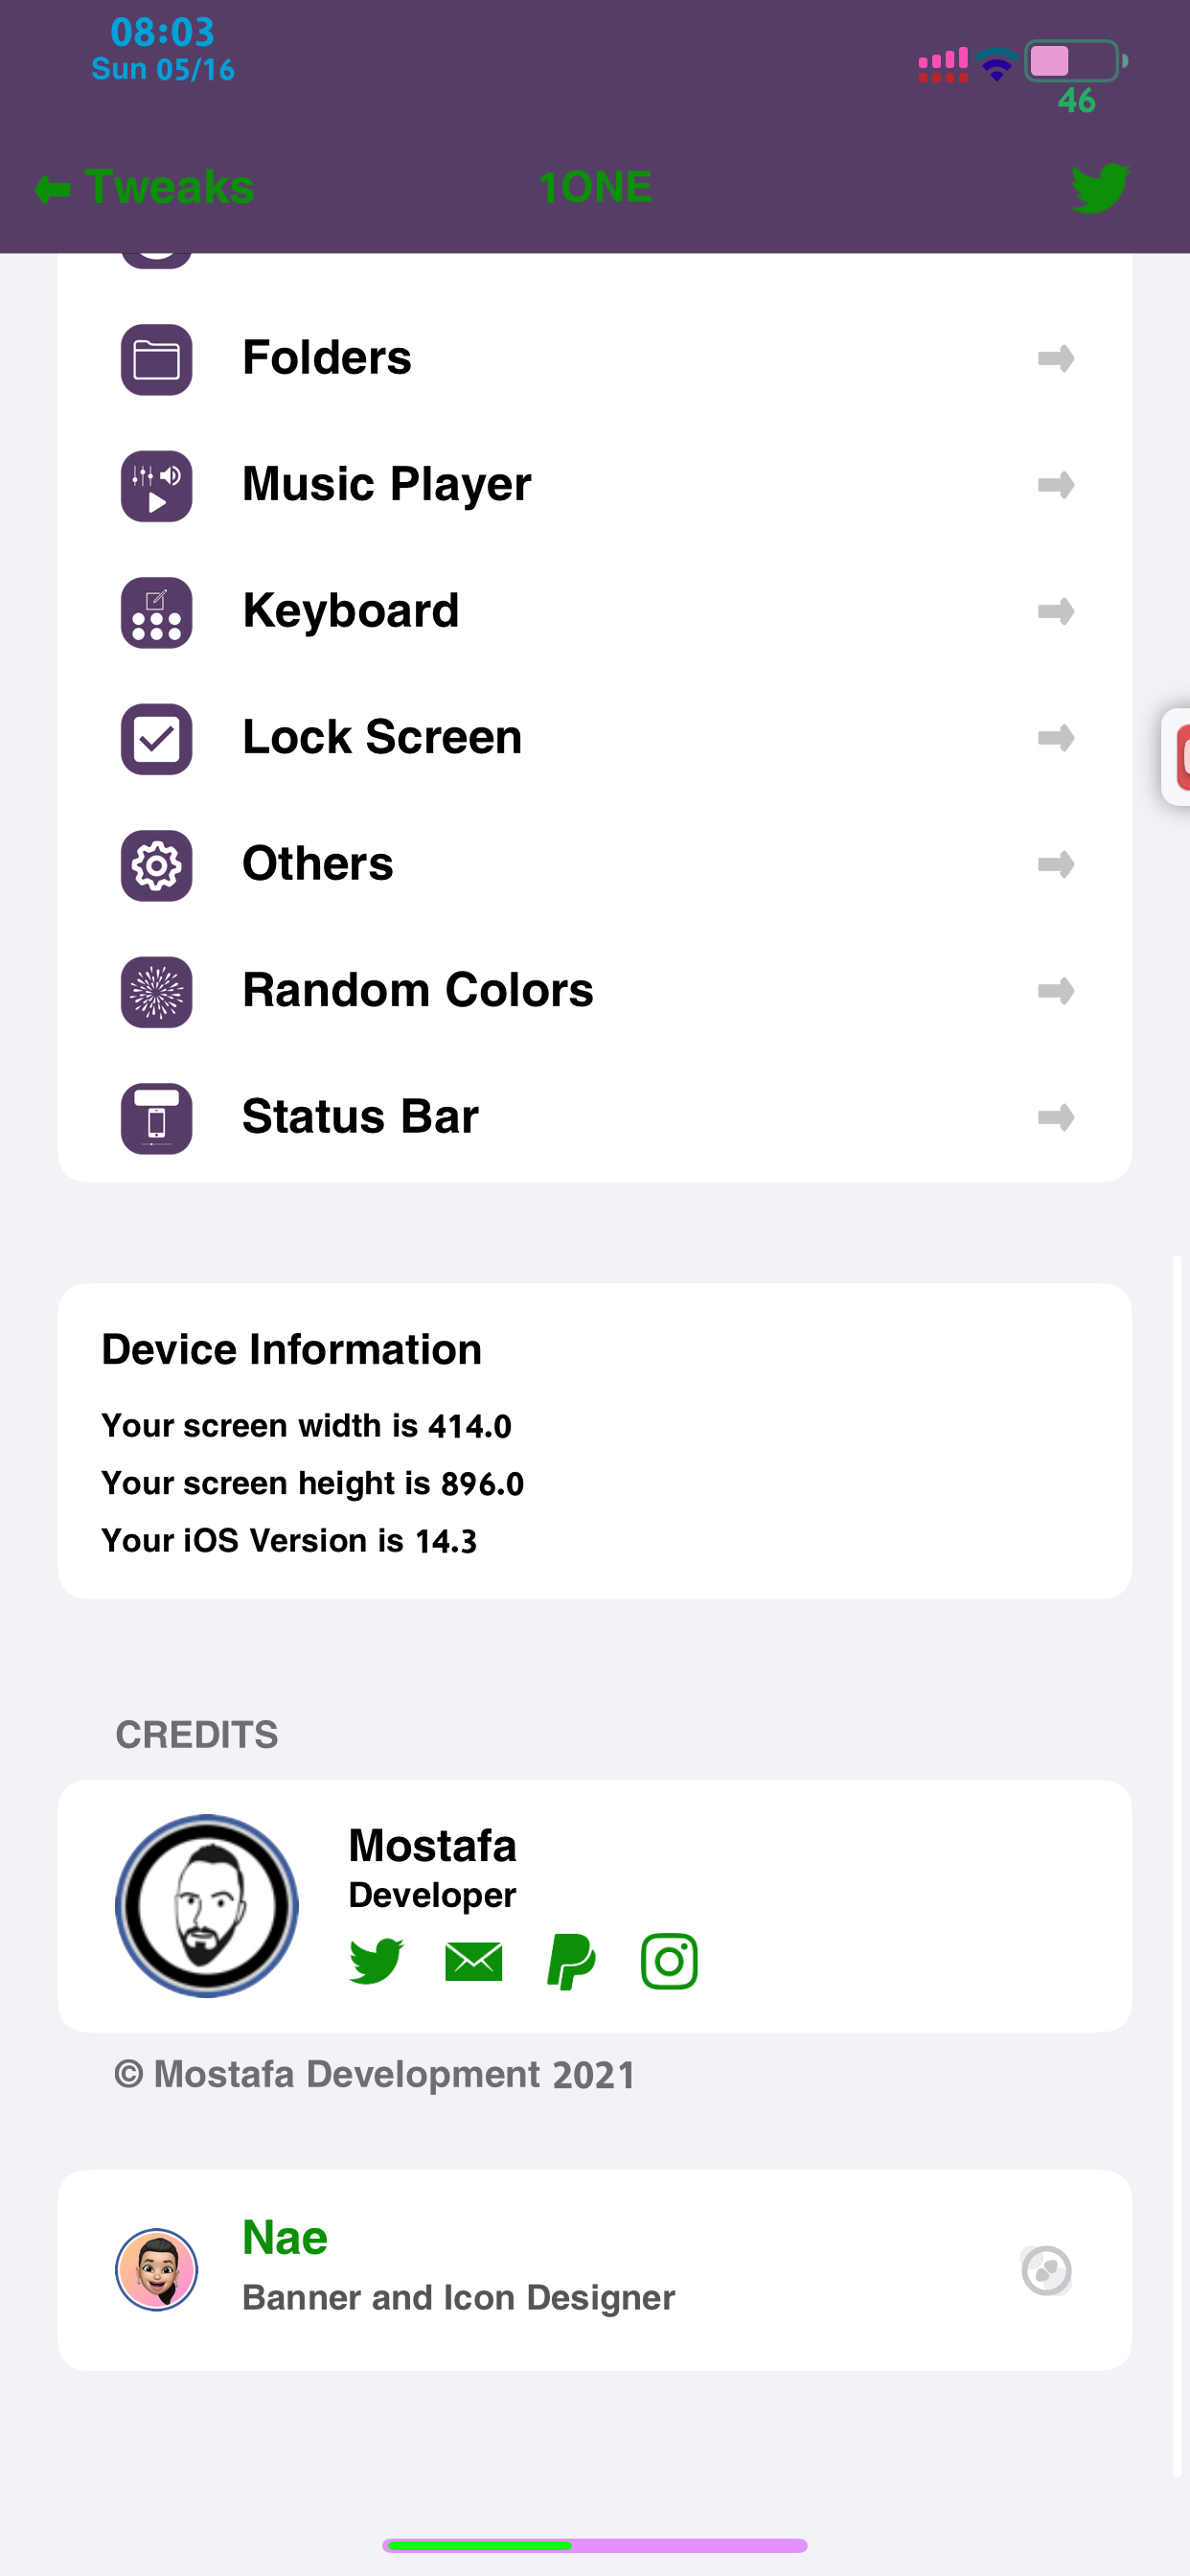 08:03
Sun 05/16
46
Tweaks
1ONE
Folders
Music Player
Keyboard
Lock Screen
Others
Random Colors
Status Bar
Device Information
Your screen width is 414.0
Your screen height is 896.0
Your iOS Version is 14.3
CREDITS
Mostafa
Developer
© Mostafa Development 2021
Nae
Banner and Icon Designer